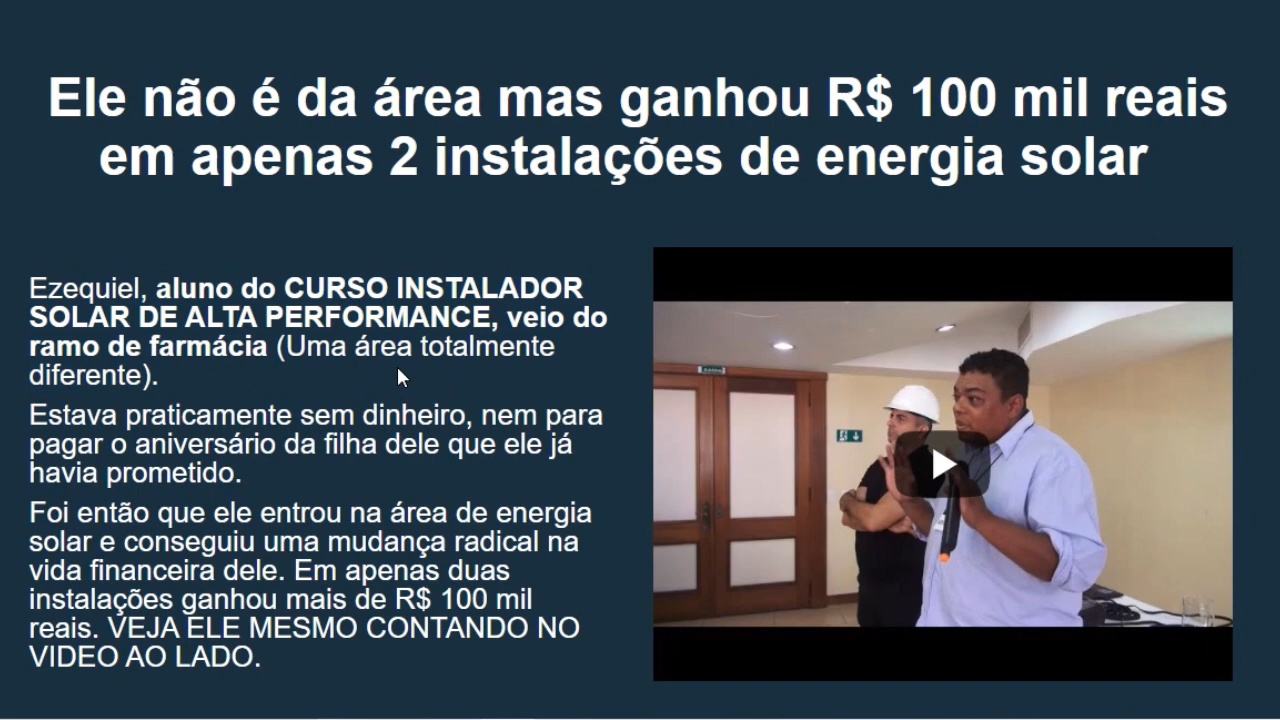 Ele não é da área mas ganhou R$ 100 mil reais
em apenas 2 instalações de energia solar
Ezequiel, aluno do CURSO INSTALADOR
SOLAR DE ALTA PERFORMANCE, veio do
ramo de farmácia (Uma área totalmente
diferente).
Estava praticamente sem dinheiro, nem para
pagar o aniversário da filha dele que ele já
havia prometido.
Foi então que ele entrou na área de energia
solar e conseguiu uma mudança radical na
vida financeira dele. Em apenas duas
instalações ganhou mais de R$ 100 mil
reais. VEJA ELE MESMO CONTANDO NO
VIDEO AO LADO.